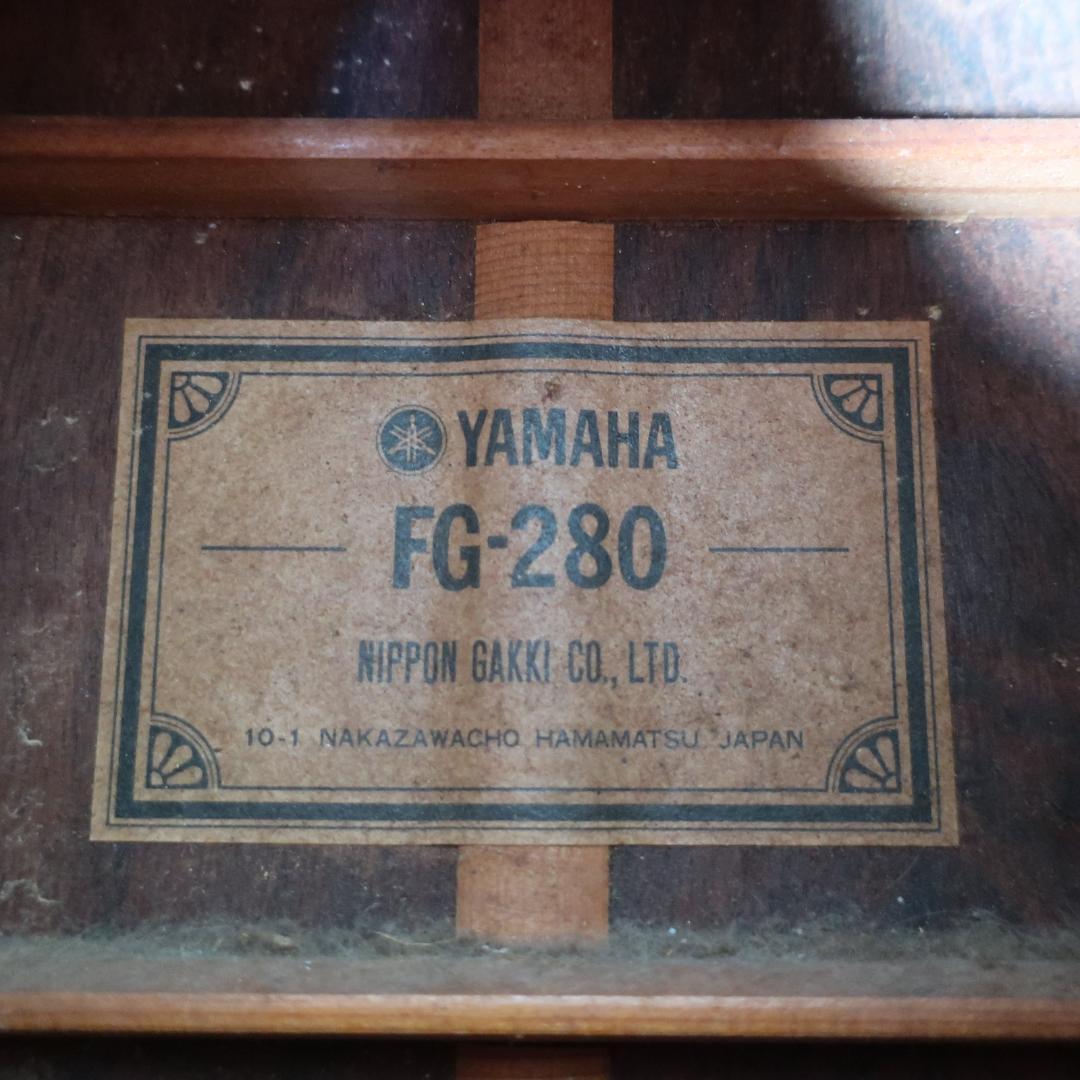 YAMAHA
FG-280
NIPPON GAKKI CO., LTD.
10-1 NAKAZAWACHO HAMAMATSU JAPAN